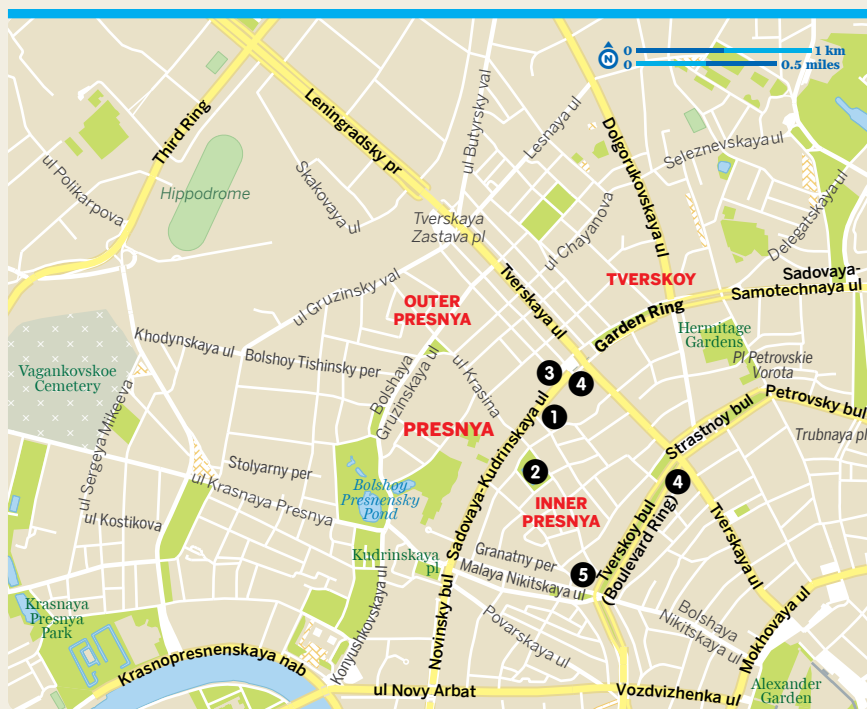 N
0
1 km
0
0.5 miles
Third Ring
Leningradsky pr
ul Butyrsky val
Lesnaya ul
Dolgorukovskaya ul
Seleznevskaya ul
ul Polikarpova
Hippodrome
Skakovaya ul
Tverskaya
Zastava pl
ul Chayanova
Delegatskaya ul
Sadovaya-
Samotechnaya ul
TVERSKOY
ul Gruzinsky val
OUTER
PRESNYA
Tverskaya ul
Garden Ring
Hermitage
Gardens
Khodynskaya ul
Bolshoy Tishinsky per
Vagankovskoe
Cemetery
Bolshaya
Gruzinskaya ul
ul Krasina
3
4
Pl Petrovskie
Vorota
Petrovsky bul
ul Sergeya Mikeeva
PRESNYA
Sadovaya-Kudrinskaya ul
1
Strastnoy bul
Trubnaya pl
Stolyarny per
ul Krasnaya Presnya
Bolshoy
Presnensky
Pond
2
4
INNER
PRESNYA
Tverskoy bul
(Boulevard Ring)
Tverskaya ul
ul Kostikova
Kudrinskaya
pl
Granatny per
Malaya Nikitskaya ul
5
Krasnaya
Presnya
Park
Konyushkovskaya ul
Novinsky bul
Povarskaya ul
Bolshaya
Nikitskaya ul
Mokhovaya ul
Krasnopresnenskaya nab
ul Novy Arbat
Vozdvizhenka ul
Alexander
Garden